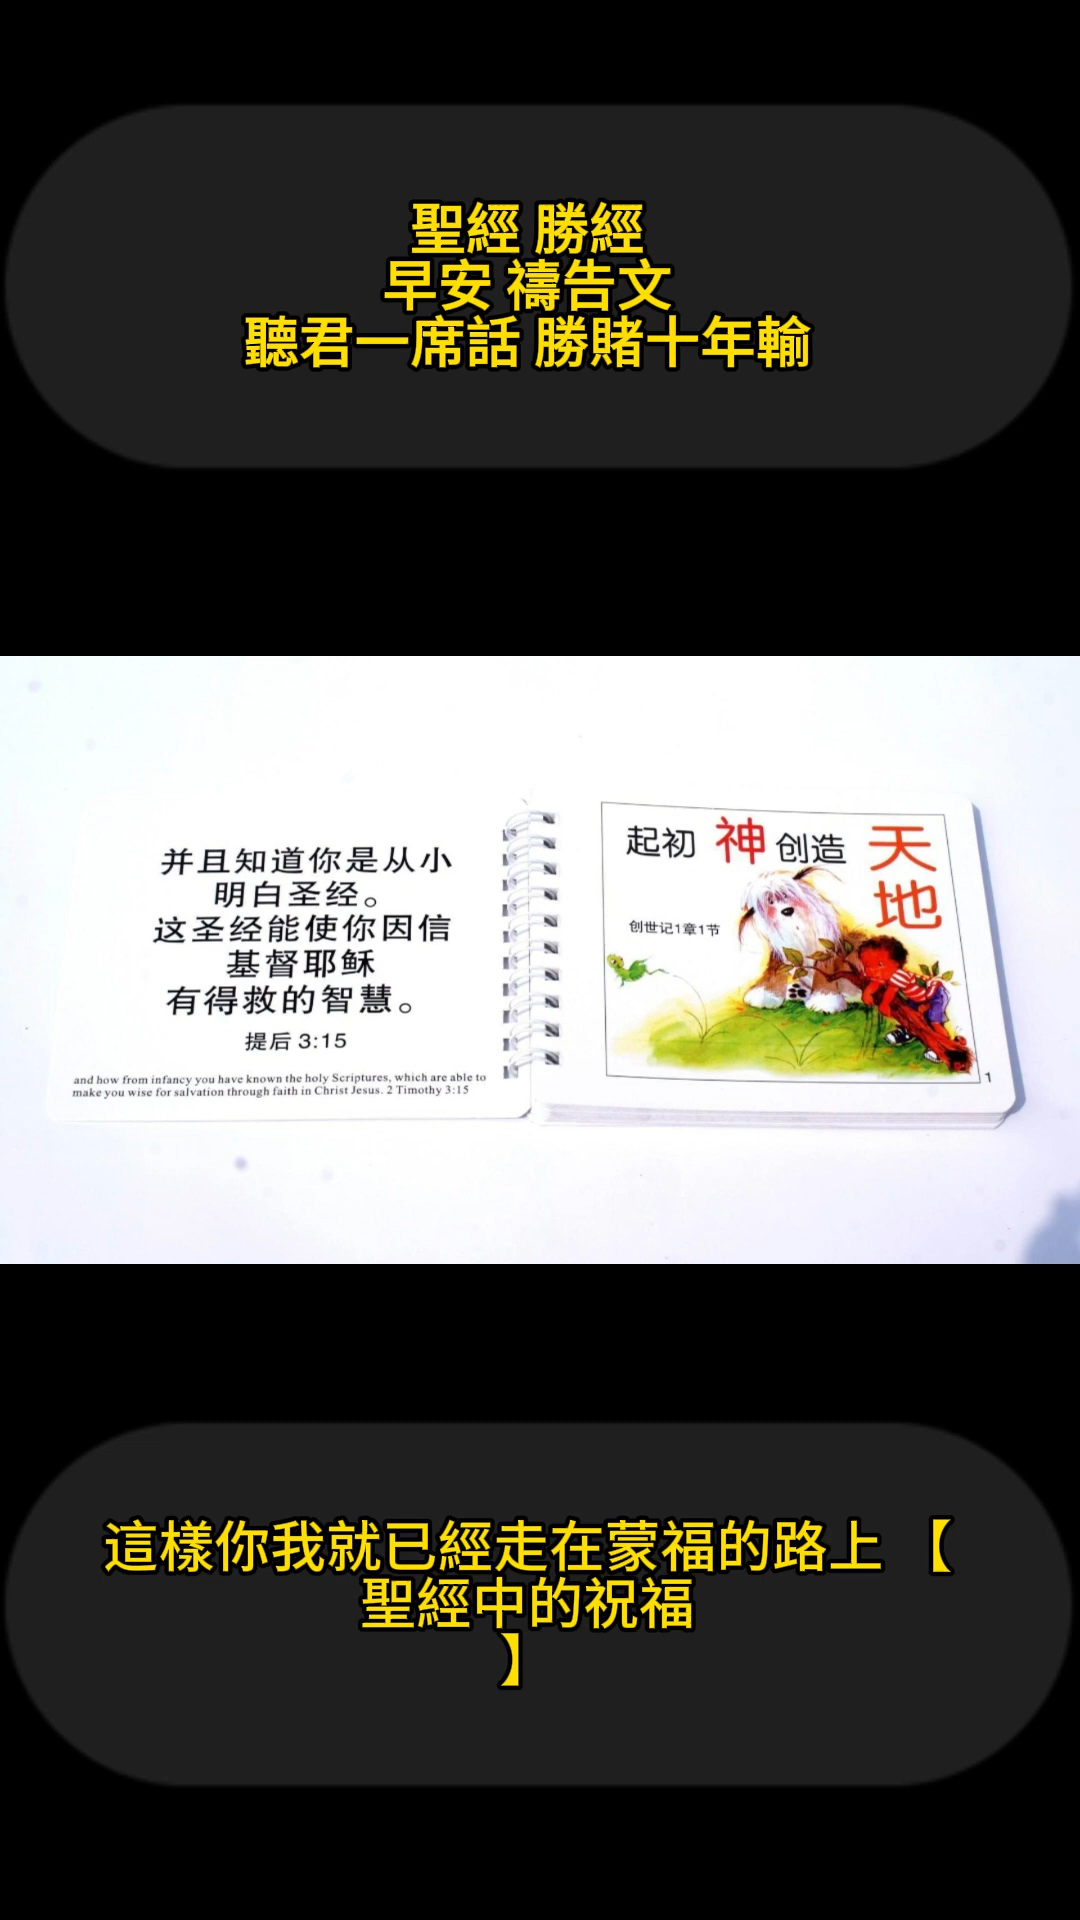 聖經 勝經
早安 禱告文
聽君一席話 勝賭十年輸
并且知道你是从小
明白圣经。
这圣经能使你因信
基督耶稣
有得救的智慧。
提后 3:15
and how from infancy you have known the holy Scriptures, which are able to
make you wise for salvation through faith in Christ Jesus. 2 Timothy 3:15
起初 神 创造 天
地
创世记1章1节
1
這樣你我就已經走在蒙福的路上 【
聖經中的祝福
】